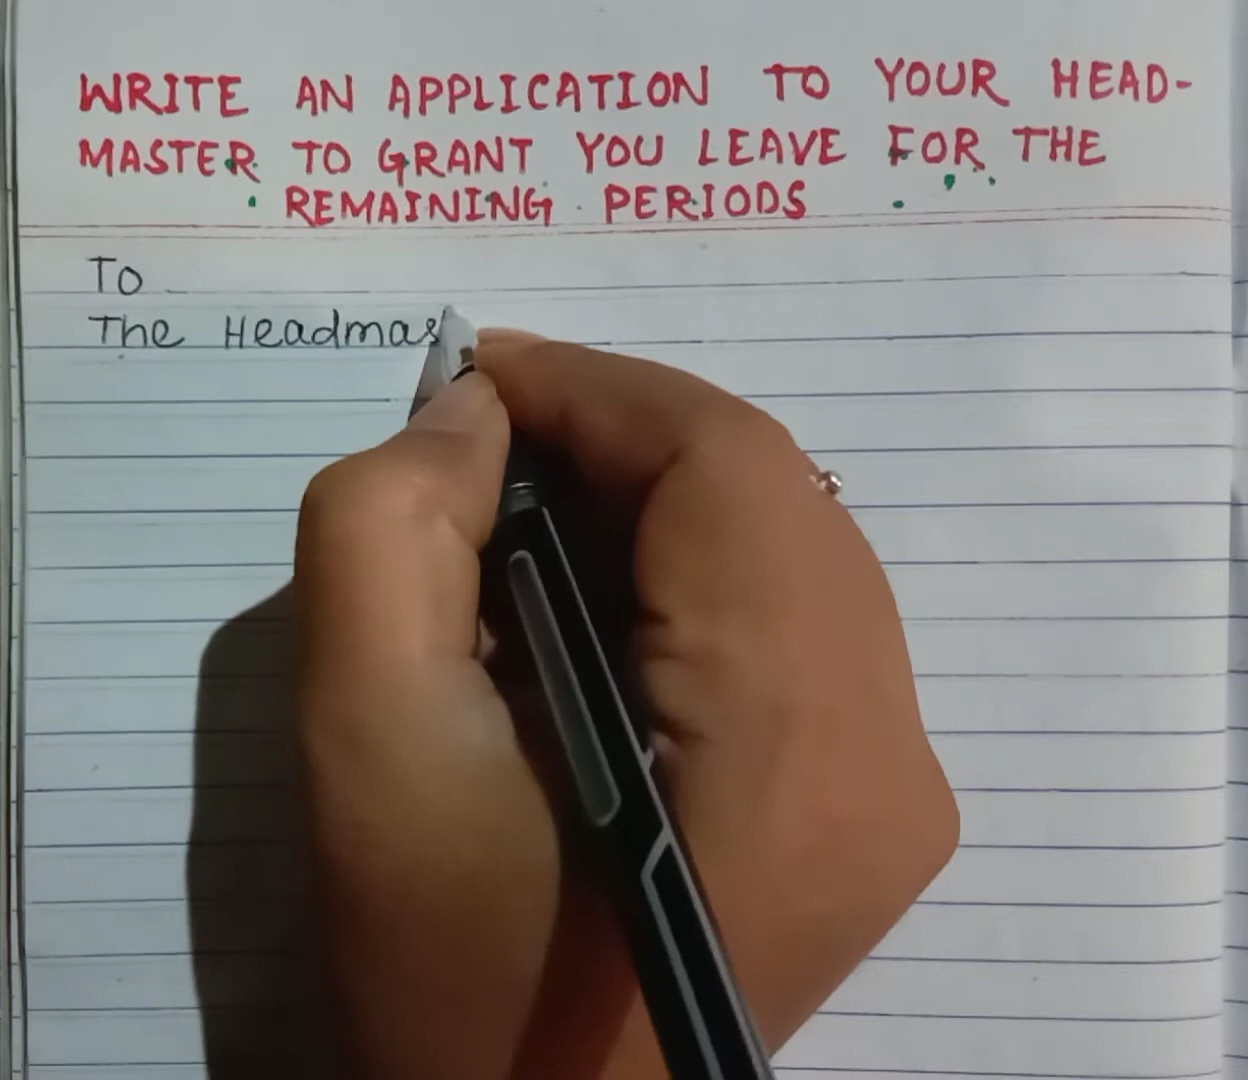 WRITE AN APPLICATION TO YOUR HEAD-
MASTER TO GRANT YOU LEAVE FOR THE
REMAINING PERIODS
To
The Headmas